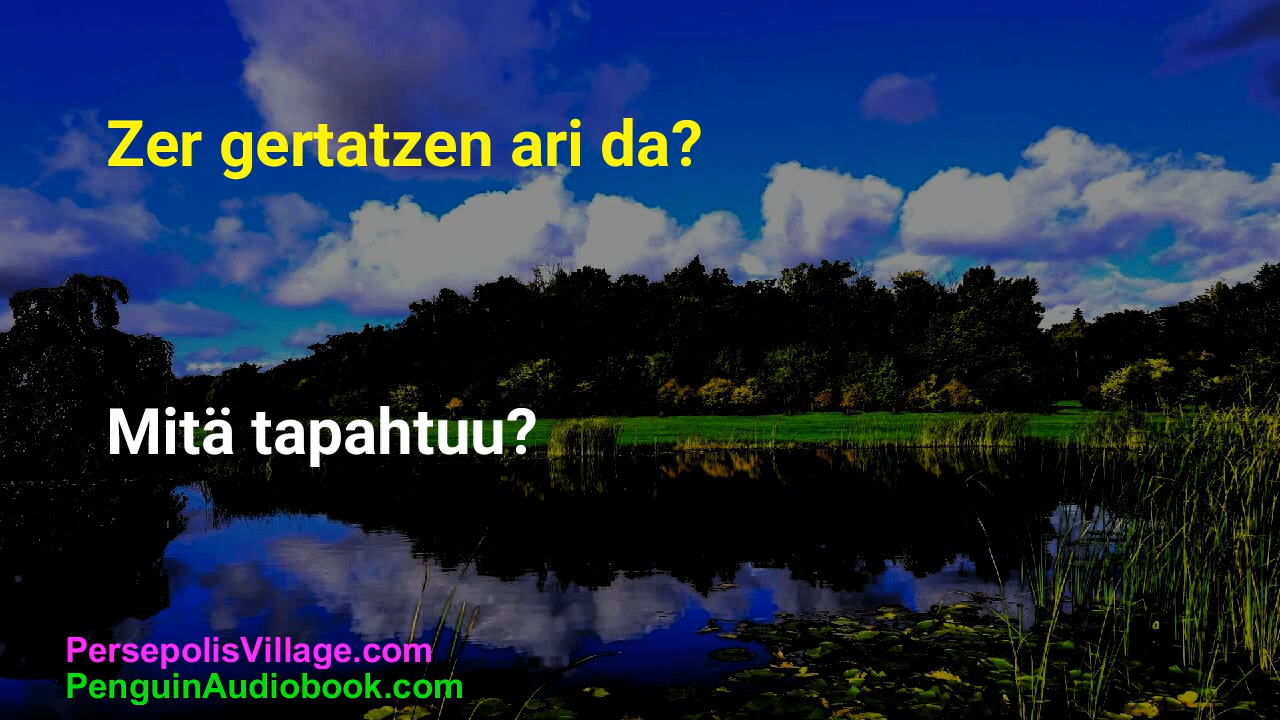 Zer gertatzen ari da?
Mitä tapahtuu?
PersepolisVillage.com
PenguinAudiobook.com